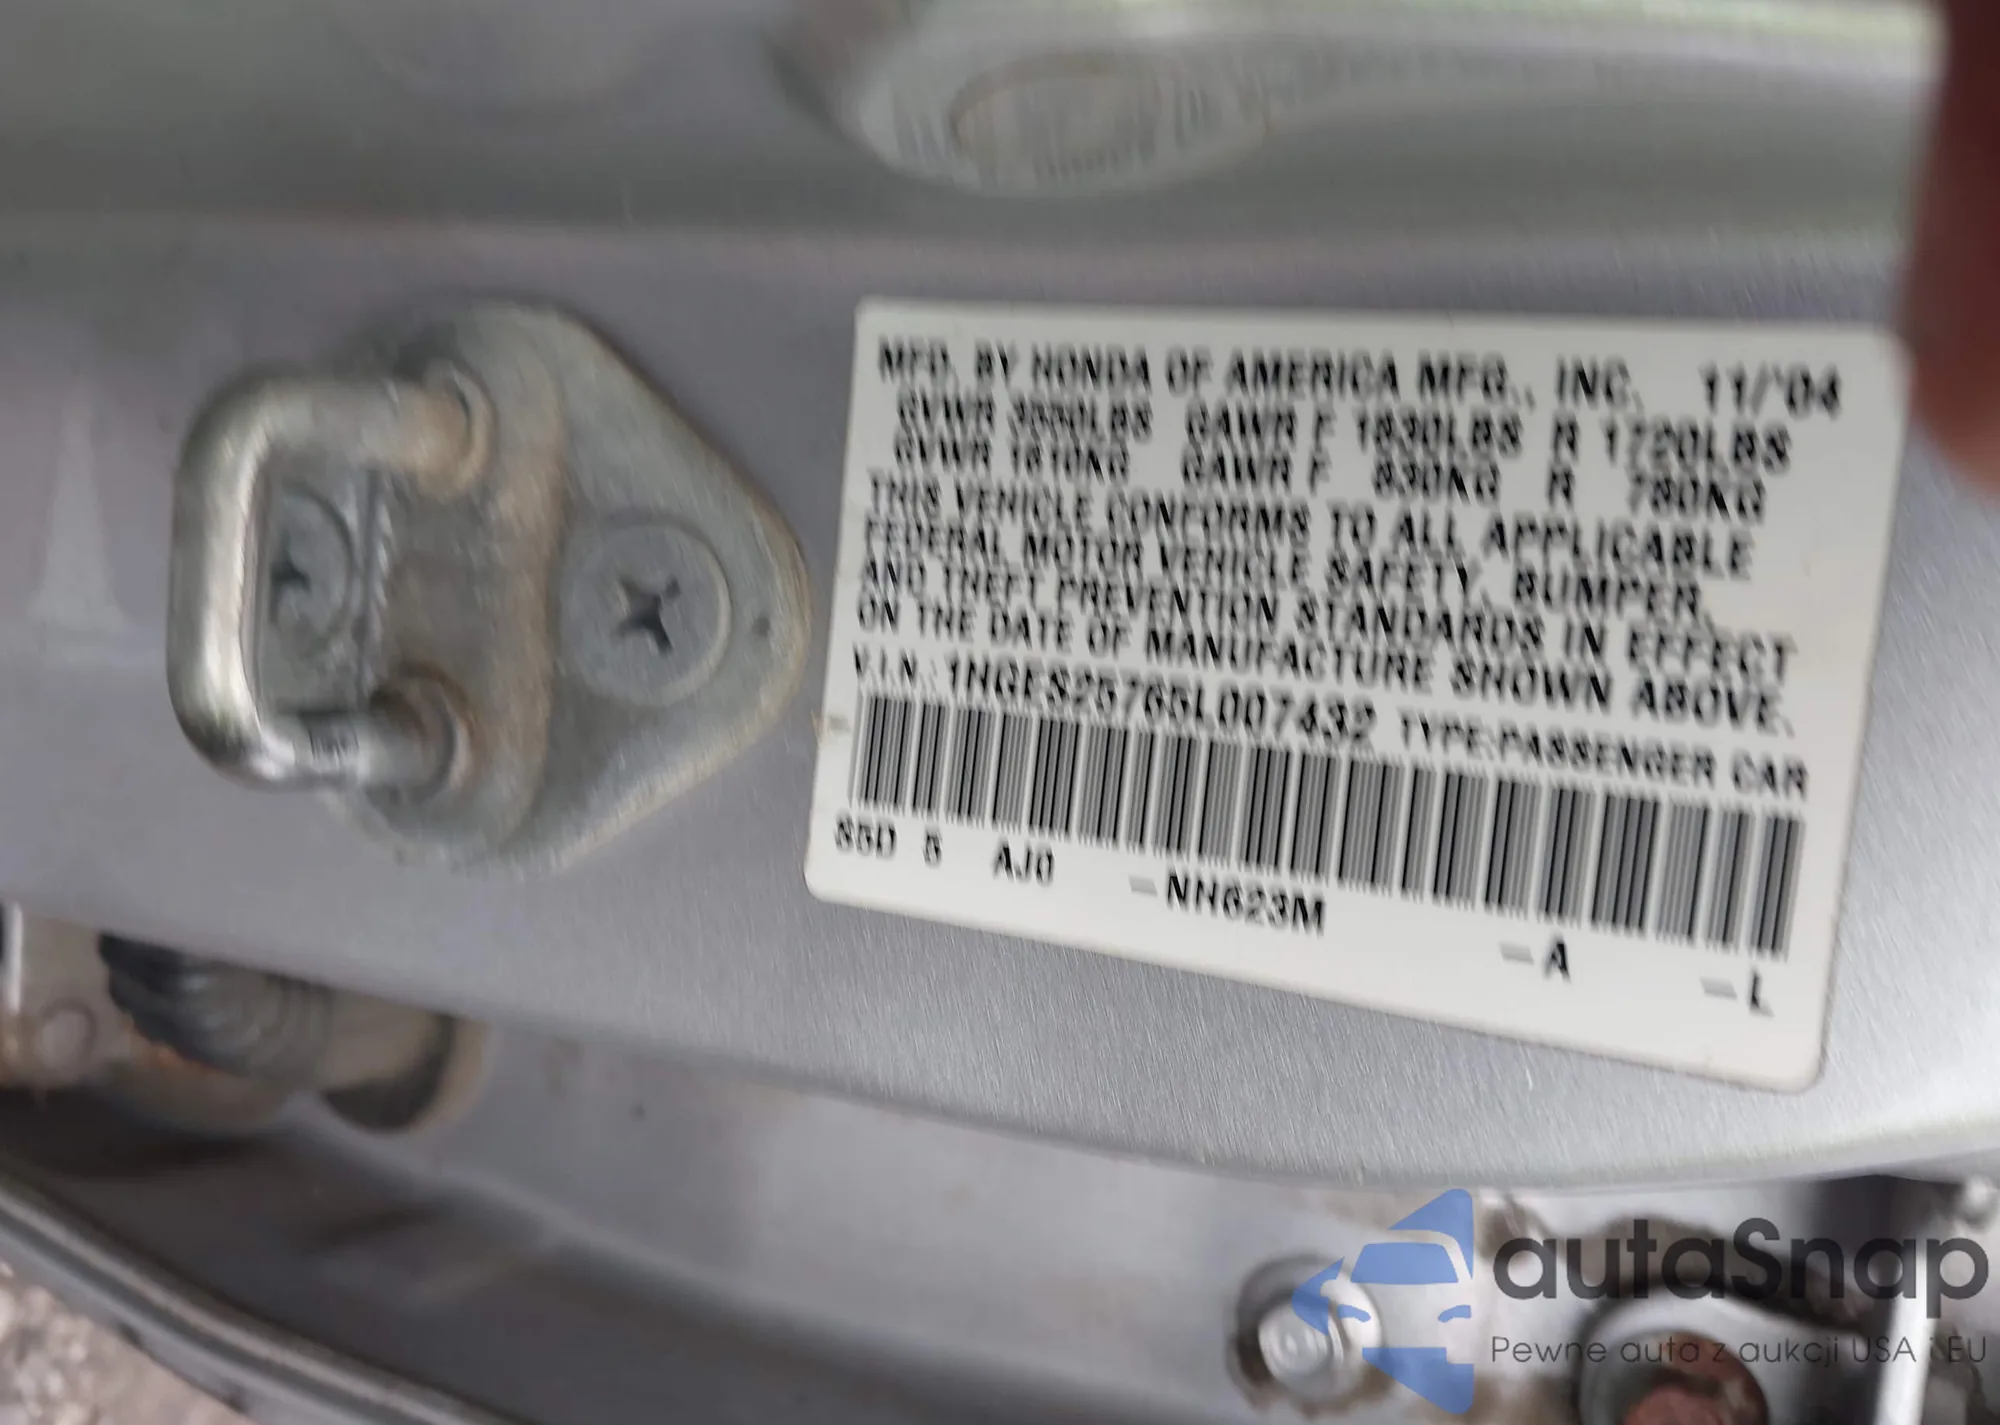 MFD. BY HONDA OF AMERICA MFG., INC. 11/'04
GVWR 3550LBS GAWR F 1830LBS R 1720LBS
GVWR 1610KG GAWR F 830KG R 780KG
THIS VEHICLE CONFORMS TO ALL APPLICABLE
FEDERAL MOTOR VEHICLE SAFETY, BUMPER,
AND THEFT PREVENTION STANDARDS IN EFFECT
ON THE DATE OF MANUFACTURE SHOWN ABOVE.
V.I.N.: 1HGES25765L007432 TYPE:PASSENGER CAR
S5D 5 AJ0 -NH623M -A -L
autaSnap
Pewne auta z aukcji USA i EU